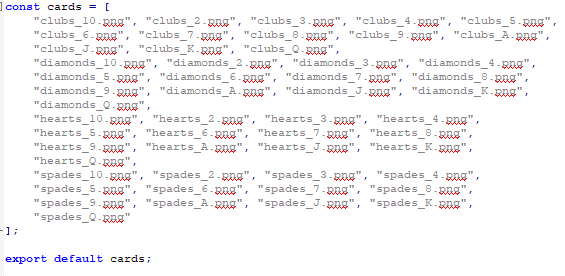 const cards = [
"clubs_10.png", "clubs_2.png", "clubs_3.png", "clubs_4.png", "clubs_5.png",
"clubs_6.png", "clubs_7.png", "clubs_8.png", "clubs_9.png", "clubs_A.png",
"clubs_J.png", "clubs_K.png", "clubs_Q.png",
"diamonds_10.png", "diamonds_2.png", "diamonds_3.png", "diamonds_4.png",
"diamonds_5.png", "diamonds_6.png", "diamonds_7.png", "diamonds_8.png",
"diamonds_9.png", "diamonds_A.png", "diamonds_J.png", "diamonds_K.png",
"diamonds_Q.png",
"hearts_10.png", "hearts_2.png", "hearts_3.png", "hearts_4.png",
"hearts_5.png", "hearts_6.png", "hearts_7.png", "hearts_8.png",
"hearts_9.png", "hearts_A.png", "hearts_J.png", "hearts_K.png",
"hearts_Q.png",
"spades_10.png", "spades_2.png", "spades_3.png", "spades_4.png",
"spades_5.png", "spades_6.png", "spades_7.png", "spades_8.png",
"spades_9.png", "spades_A.png", "spades_J.png", "spades_K.png",
"spades_Q.png"
];
export default cards;